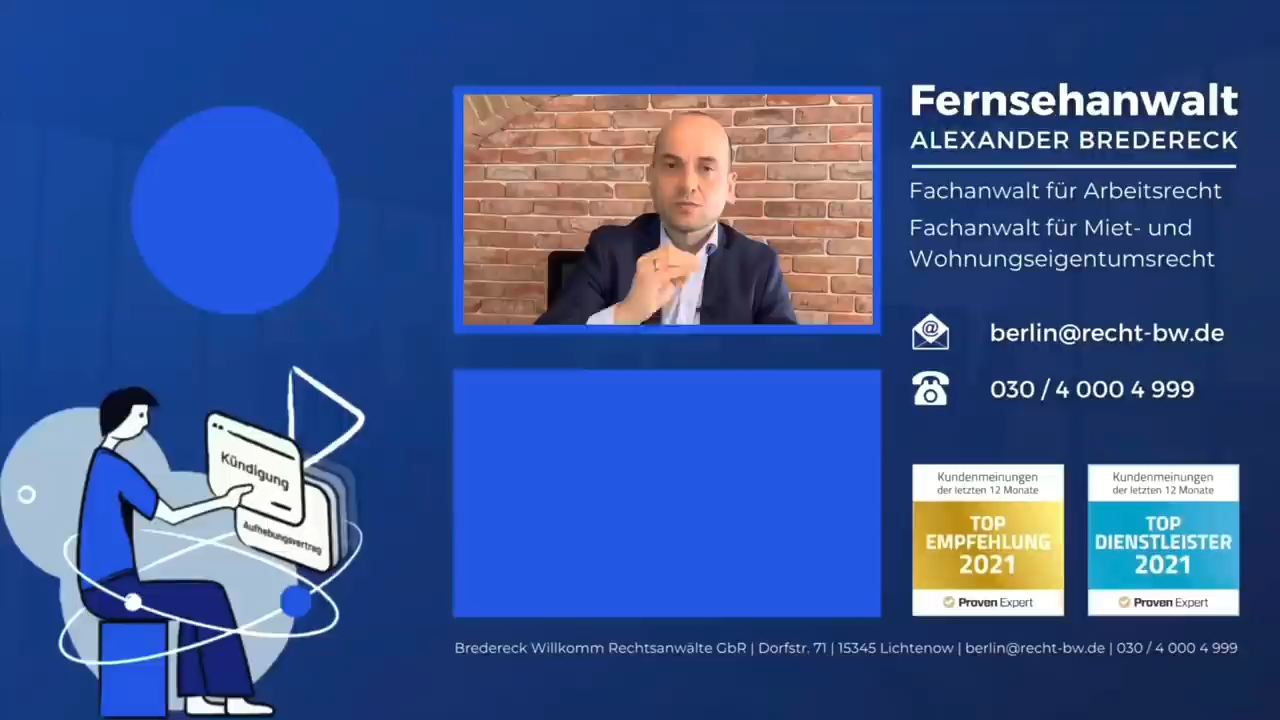 Fernsehanwalt
ALEXANDER BREDERECK
Fachanwalt für Arbeitsrecht
Fachanwalt für Miet- und
Wohnungseigentumsrecht
berlin@recht-bw.de
030 / 4 000 4 999
Kündigung
Aufhebungsvertrag
Kundenmeinungen
der letzten 12 Monate
TOP
EMPFEHLUNG
2021
Proven Expert
Kundenmeinungen
der letzten 12 Monate
TOP
DIENSTLEISTER
2021
Proven Expert
Bredereck Willkomm Rechtsanwälte GbR | Dorfstr. 71 | 15345 Lichtenow | berlin@recht-bw.de | 030 / 4 000 4 999